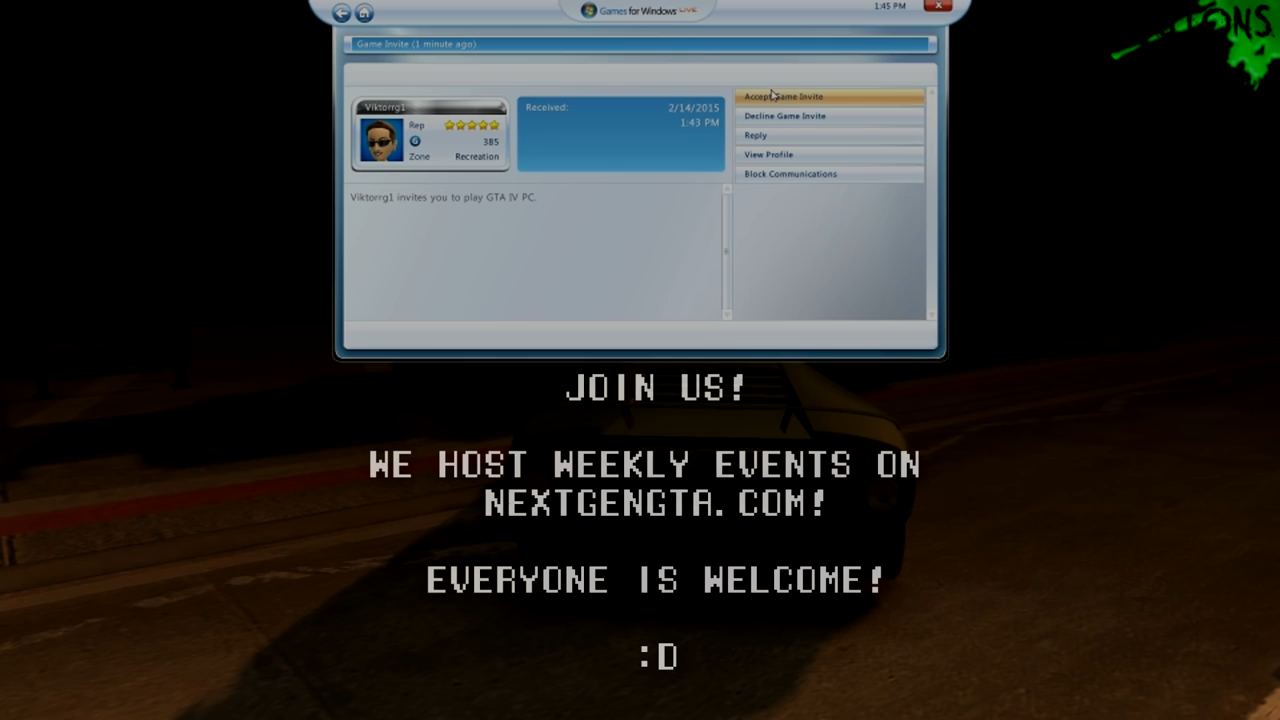 Games for Windows LIVE
1:45 PM
Game Invite (1 minute ago)
Viktorrg1
Rep
385
Zone Recreation
Received: 2/14/2015
1:43 PM
Accept Game Invite
Decline Game Invite
Reply
View Profile
Block Communications
Viktorrg1 invites you to play GTA IV PC.
JOIN US!
WE HOST WEEKLY EVENTS ON
NEXTGENGTA.COM!
EVERYONE IS WELCOME!
:D